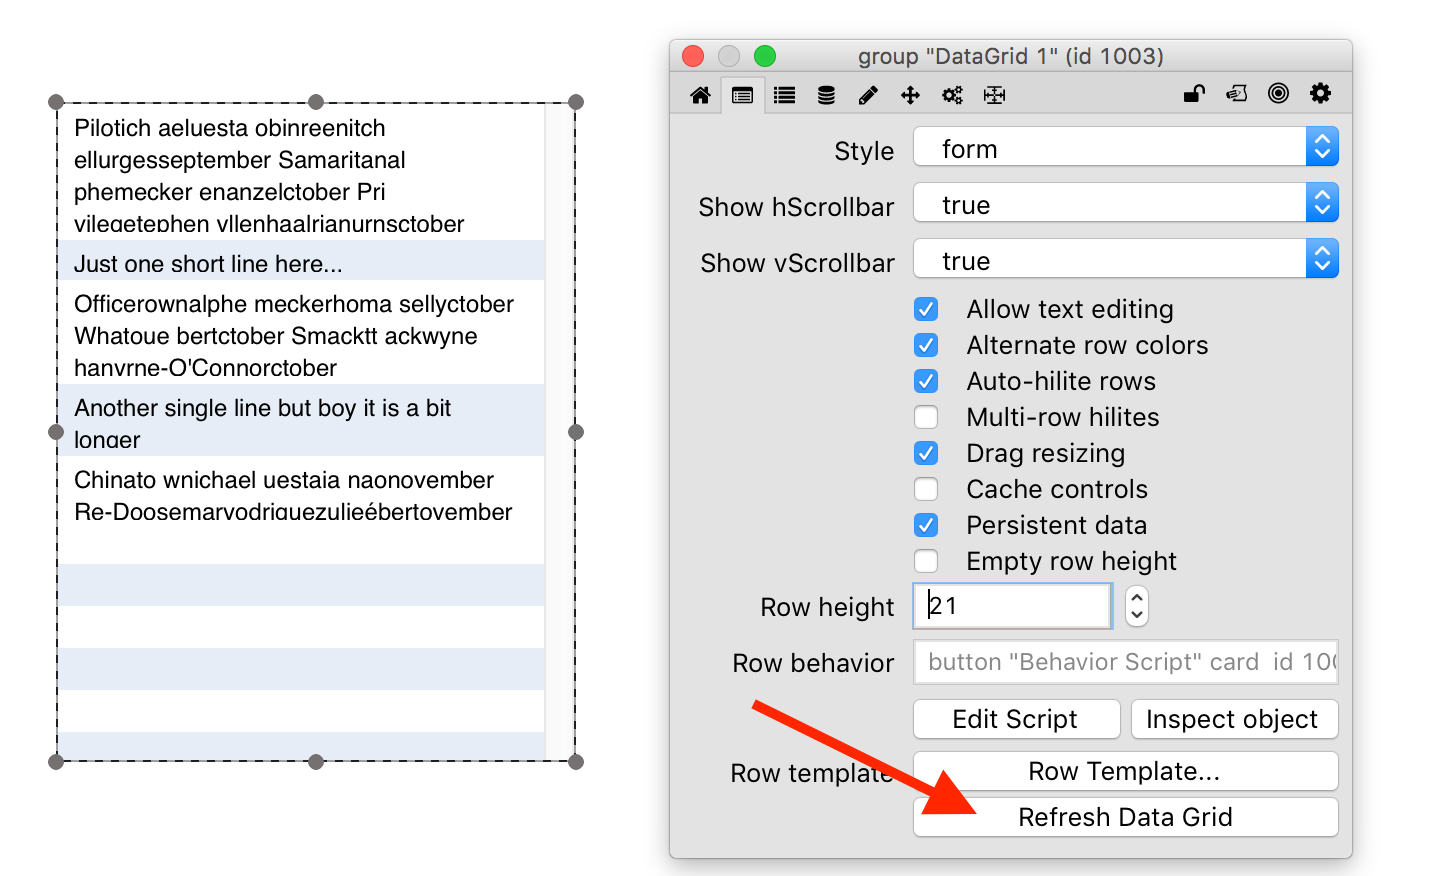 Pilotich aeluesta obinreenitch
ellurgesseptember Samaritanal
phemecker enanzelctober Pri
vilegetephen vllenhaalrianurnsctober
Just one short line here...
Officerownalphe meckerhoma sellyctober
Whatoue bertctober Smacktt ackwyne
hanvrne-O'Connorctober
Another single line but boy it is a bit
longer
Chinato wnichael uestaia naonovember
Re-Doosemarvodriguezulieébertovember
group "DataGrid 1" (id 1003)
Style form
Show hScrollbar true
Show vScrollbar true
Allow text editing
Alternate row colors
Auto-hilite rows
Multi-row hilites
Drag resizing
Cache controls
Persistent data
Empty row height
Row height 21
Row behavior button "Behavior Script" card id 100
Edit Script Inspect object
Row template Row Template...
Refresh Data Grid